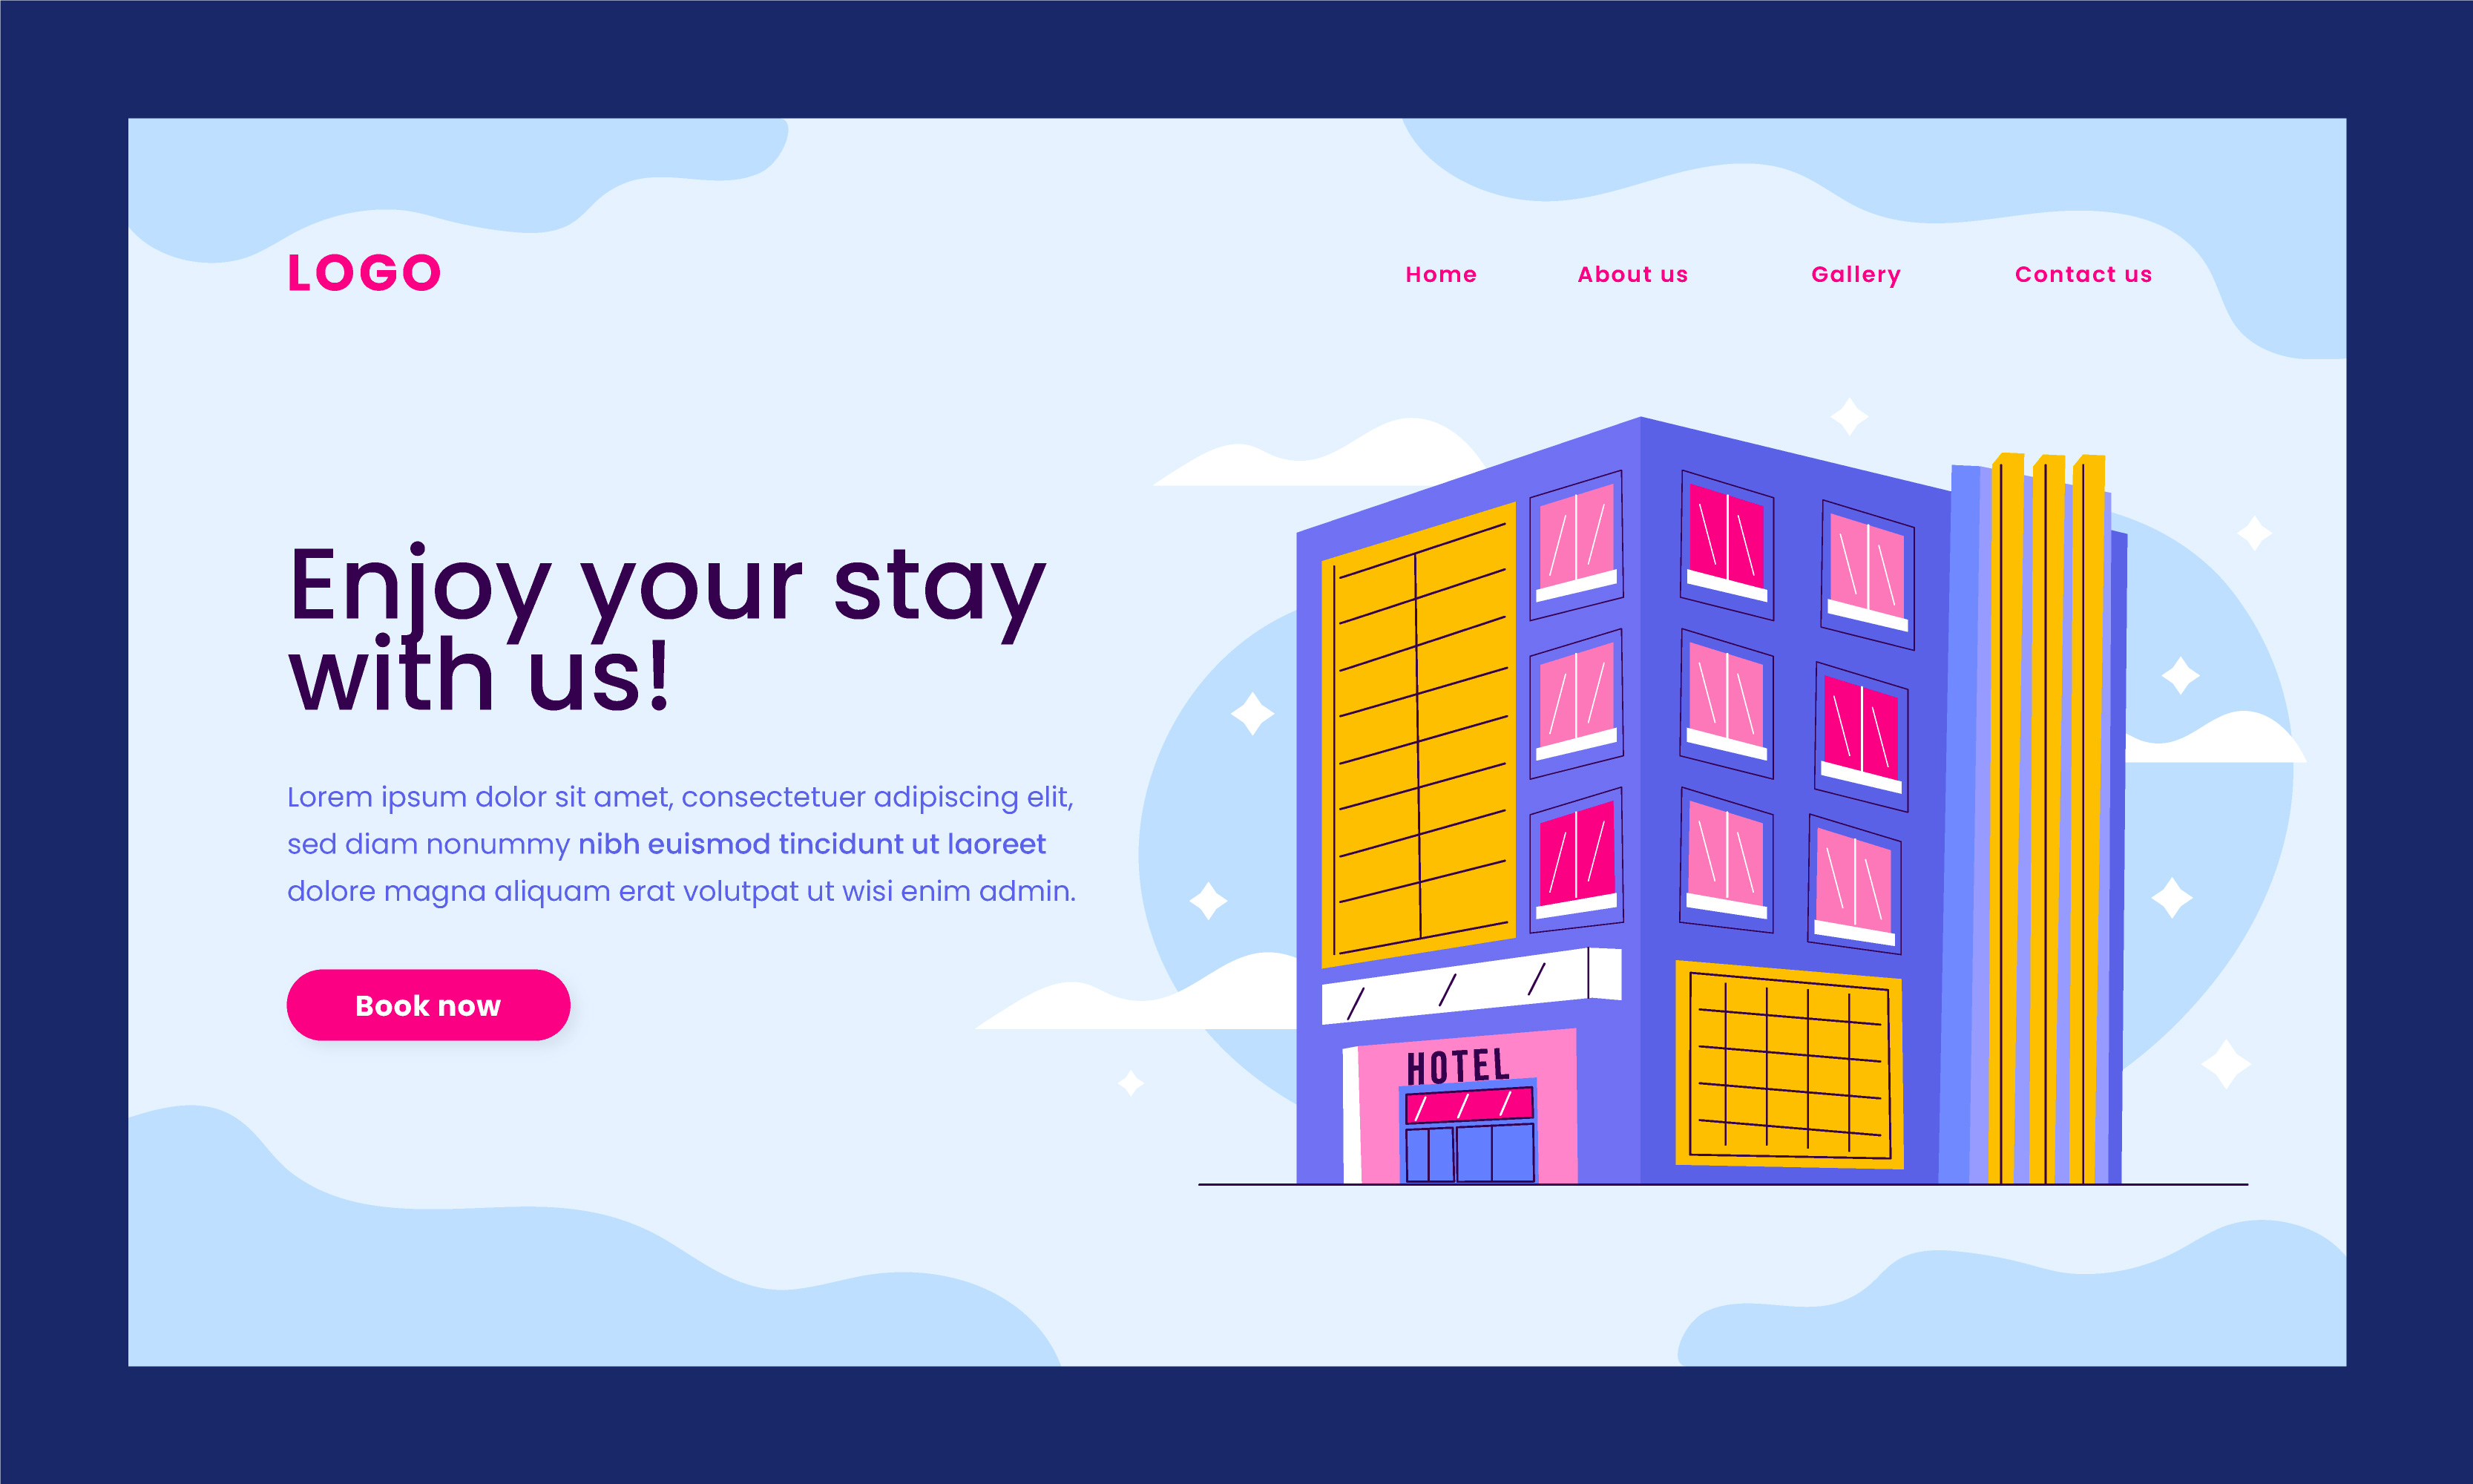 LOGO
Home
About us
Gallery
Contact us
Enjoy your stay
with us!
Lorem ipsum dolor sit amet, consectetuer adipiscing elit,
sed diam nonummy nibh euismod tincidunt ut laoreet
dolore magna aliquam erat volutpat ut wisi enim admin.
Book now
HOTEL